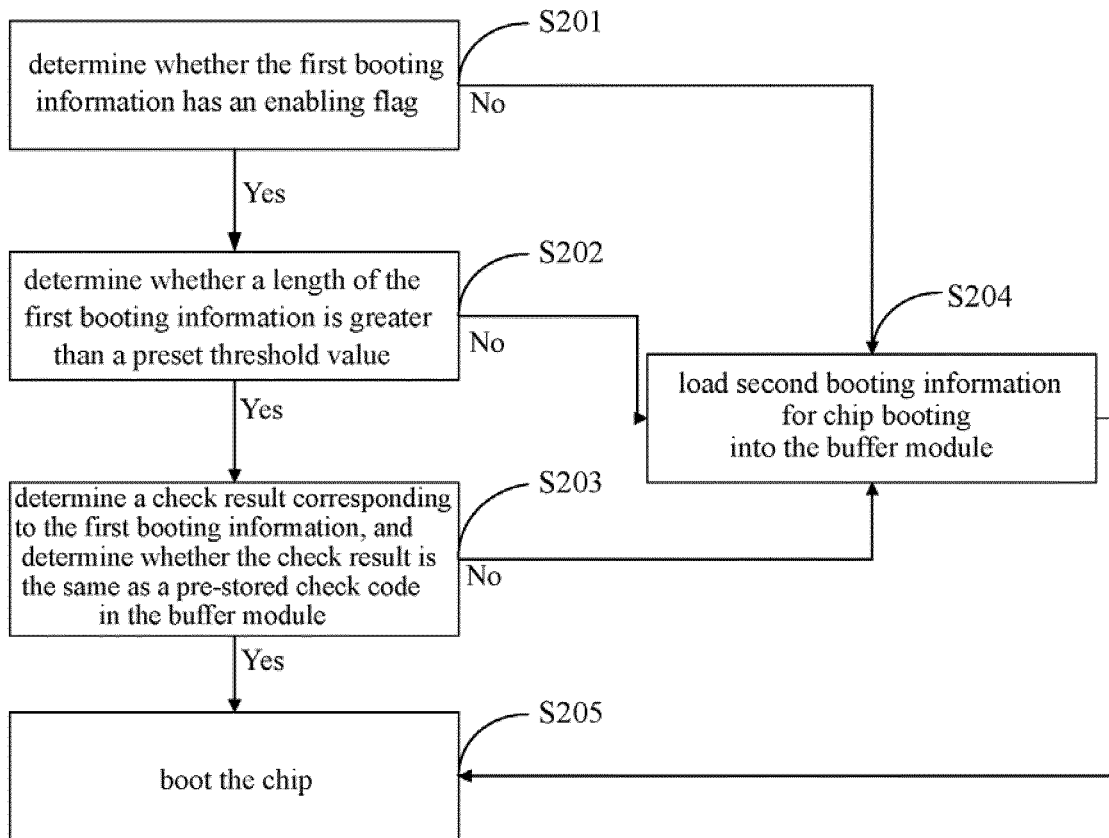 S201
determine whether the first booting
information has an enabling flag
No
Yes
S202
determine whether a length of the
first booting information is greater
than a preset threshold value
No
Yes
S204
load second booting information
for chip booting
into the buffer module
S203
determine a check result corresponding
to the first booting information, and
determine whether the check result is
the same as a pre-stored check code
in the buffer module
No
Yes
S205
boot the chip